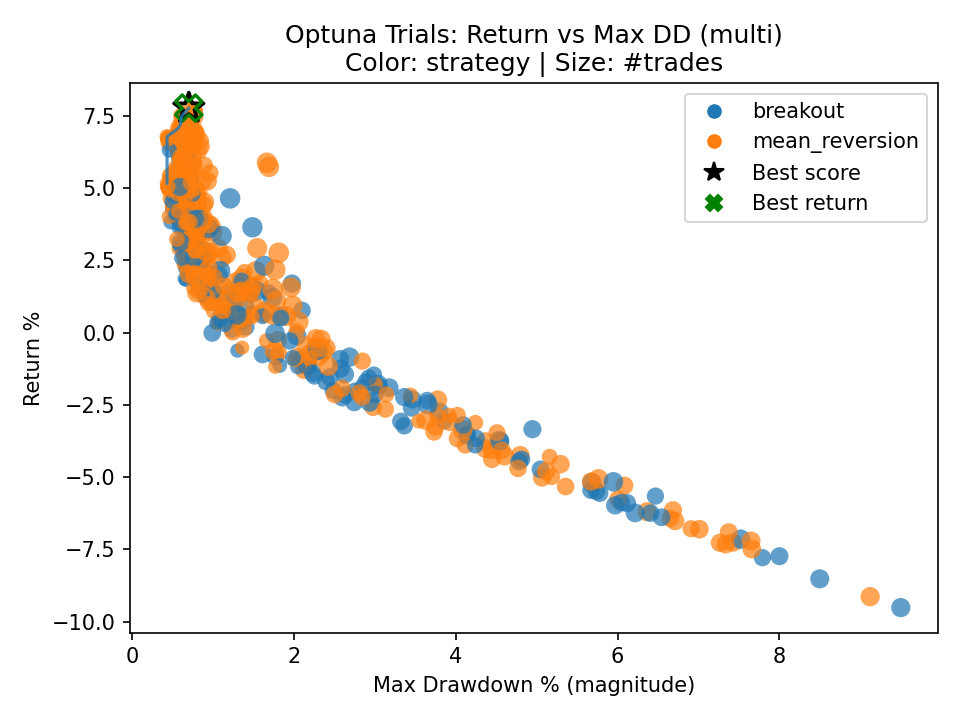 Optuna Trials: Return vs Max DD (multi)
Color: strategy | Size: #trades
breakout
mean_reversion
Best score
Best return
Return %
7.5
5.0
2.5
0.0
−2.5
−5.0
−7.5
−10.0
0 2 4 6 8
Max Drawdown % (magnitude)